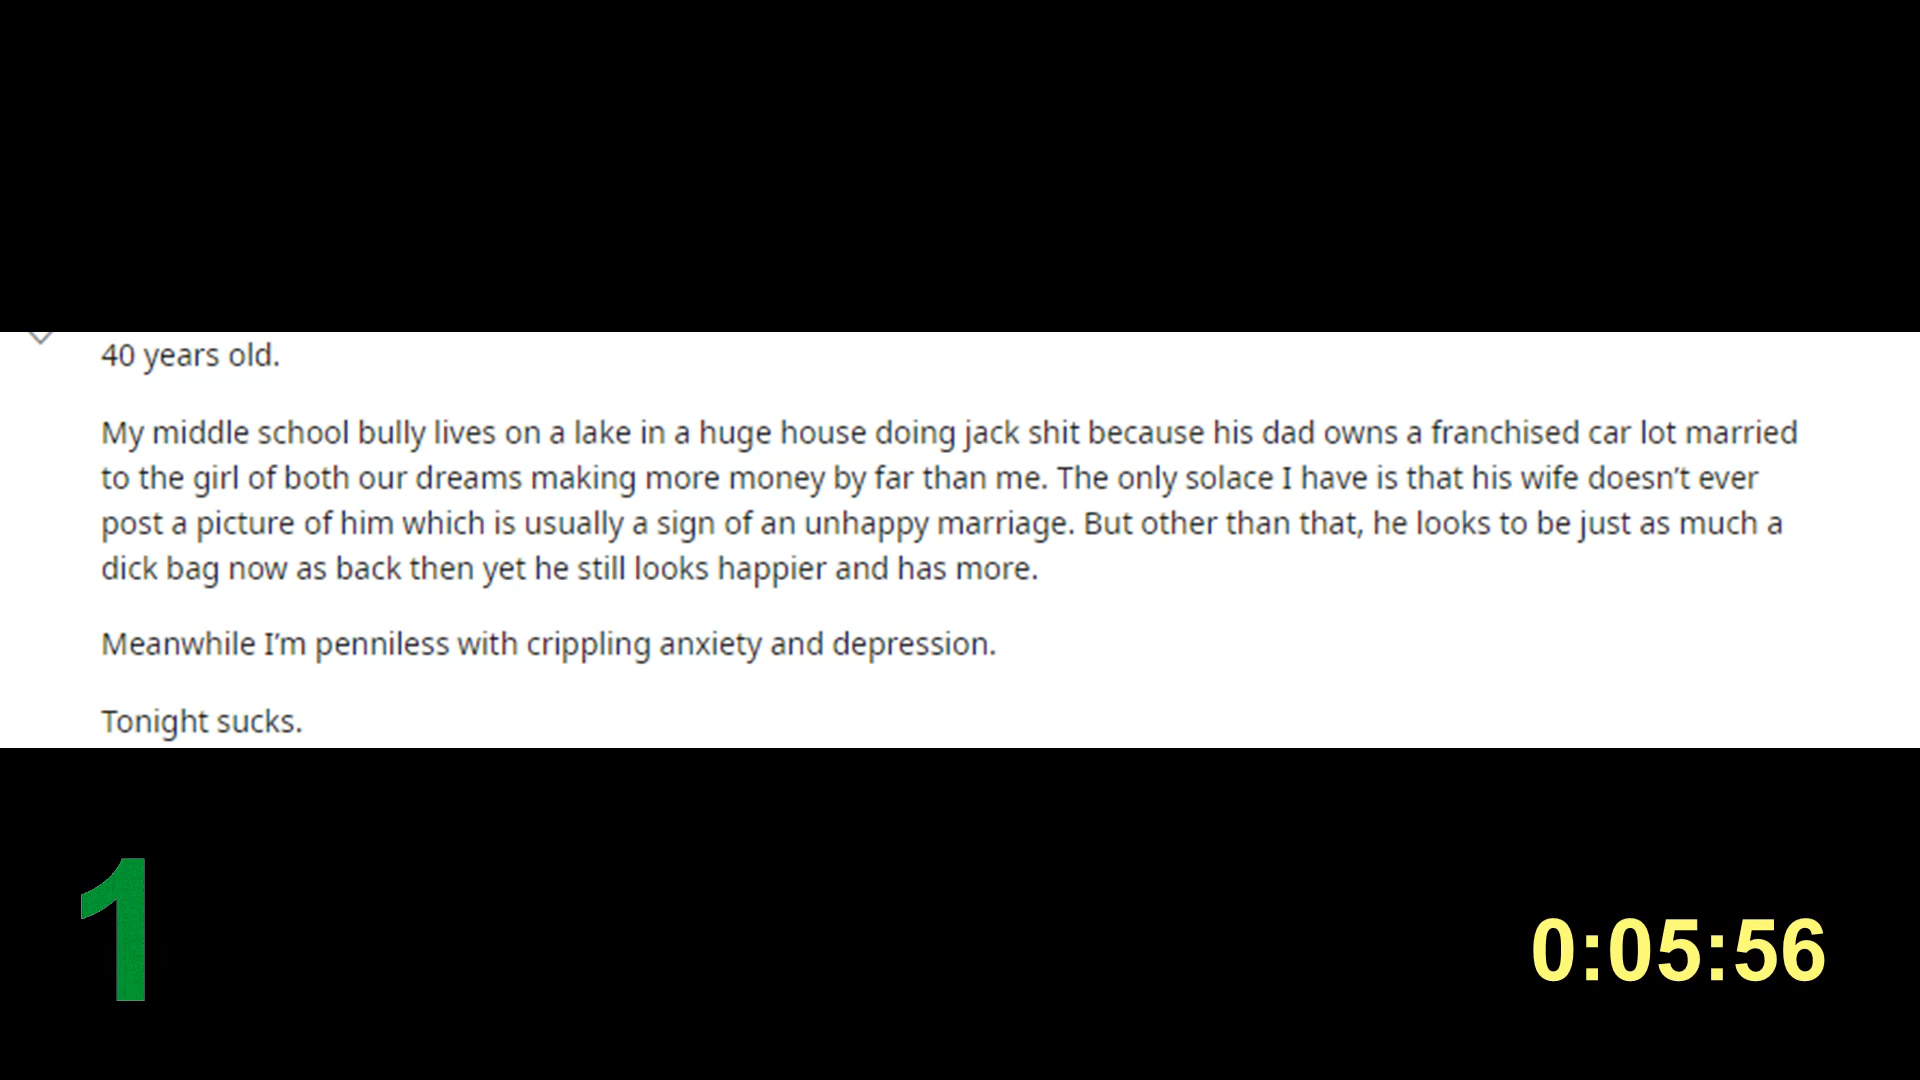 40 years old.
My middle school bully lives on a lake in a huge house doing jack shit because his dad owns a franchised car lot married
to the girl of both our dreams making more money by far than me. The only solace I have is that his wife doesn’t ever
post a picture of him which is usually a sign of an unhappy marriage. But other than that, he looks to be just as much a
dick bag now as back then yet he still looks happier and has more.
Meanwhile I’m penniless with crippling anxiety and depression.
Tonight sucks.
1
0:05:56